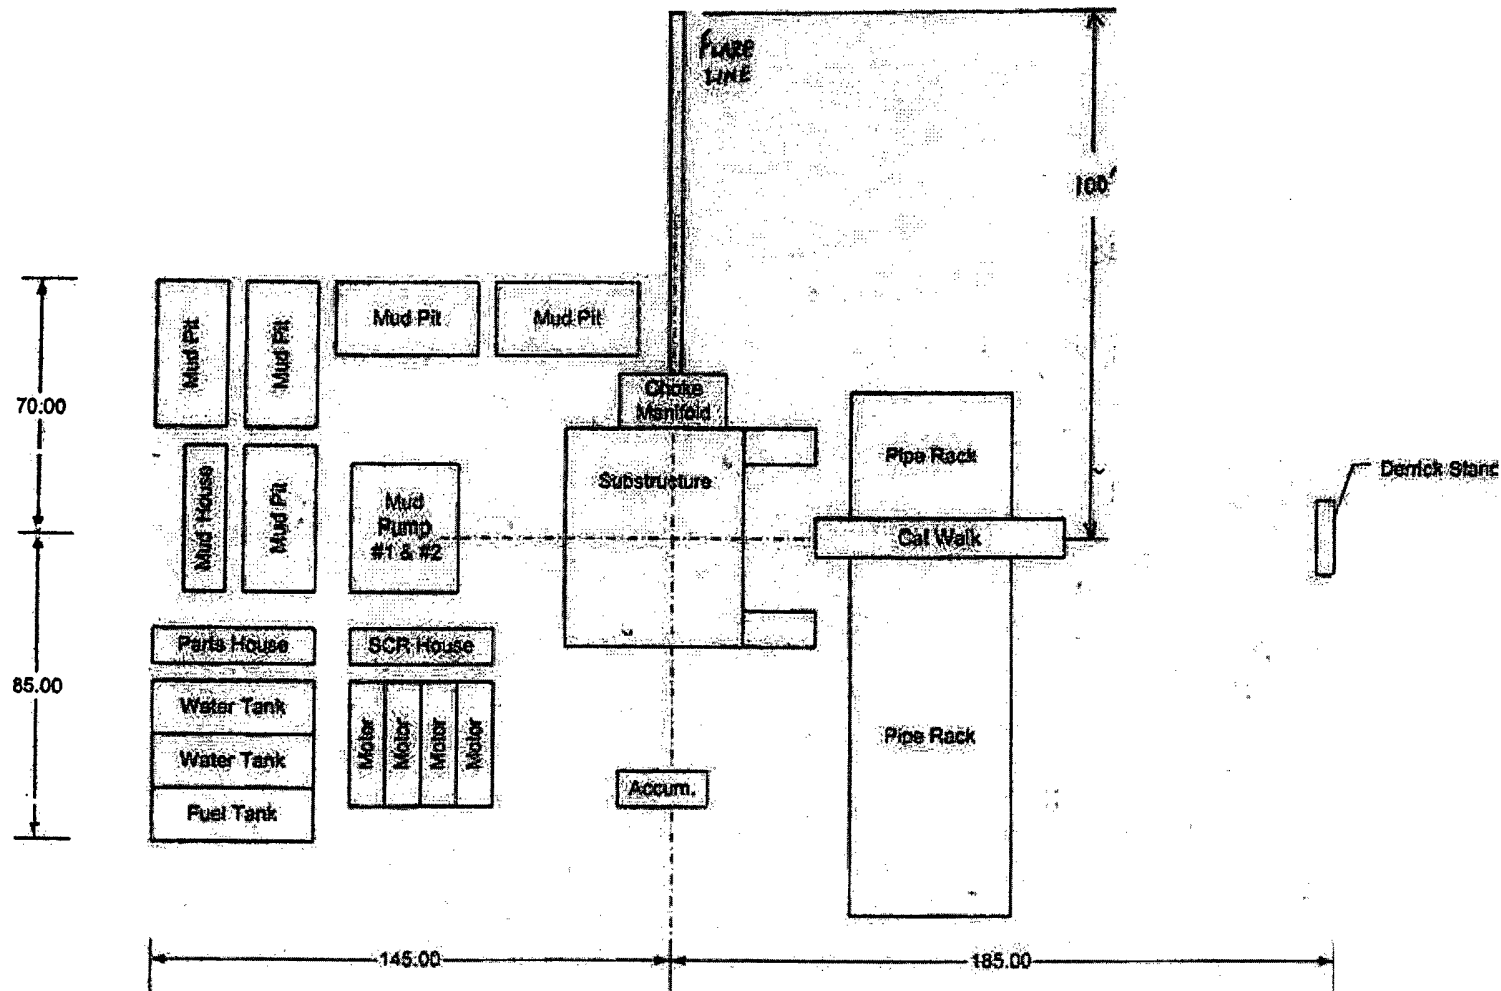 FLARE
LINE
100'
Mud Pit
Mud Pit
Mud Pit
Mud Pit
70.00
Choke
Manifold
Pipe Rack
Derrick Stand
Substructure
Mud House
Mud Pit
Mud
Pump
#1 & #2
Cat Walk
Parts House
SCR House
85.00
Water Tank
Motor
Motor
Motor
Motor
Pipe Rack
Water Tank
Accum.
Fuel Tank
145.00
185.00